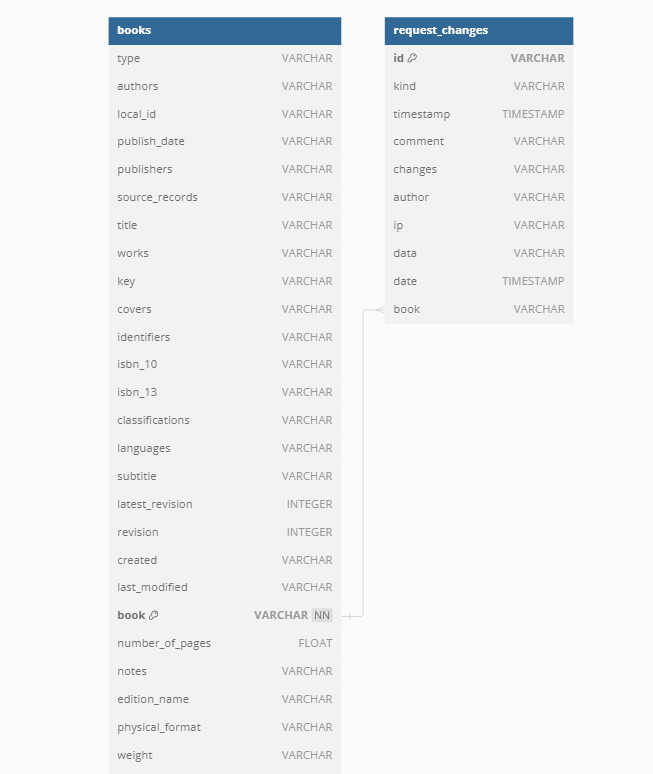 books
type VARCHAR
authors VARCHAR
local_id VARCHAR
publish_date VARCHAR
publishers VARCHAR
source_records VARCHAR
title VARCHAR
works VARCHAR
key VARCHAR
covers VARCHAR
identifiers VARCHAR
isbn_10 VARCHAR
isbn_13 VARCHAR
classifications VARCHAR
languages VARCHAR
subtitle VARCHAR
latest_revision INTEGER
revision INTEGER
created VARCHAR
last_modified VARCHAR
book VARCHAR NN
number_of_pages FLOAT
notes VARCHAR
edition_name VARCHAR
physical_format VARCHAR
weight VARCHAR
request_changes
id VARCHAR
kind VARCHAR
timestamp TIMESTAMP
comment VARCHAR
changes VARCHAR
author VARCHAR
ip VARCHAR
data VARCHAR
date TIMESTAMP
book VARCHAR